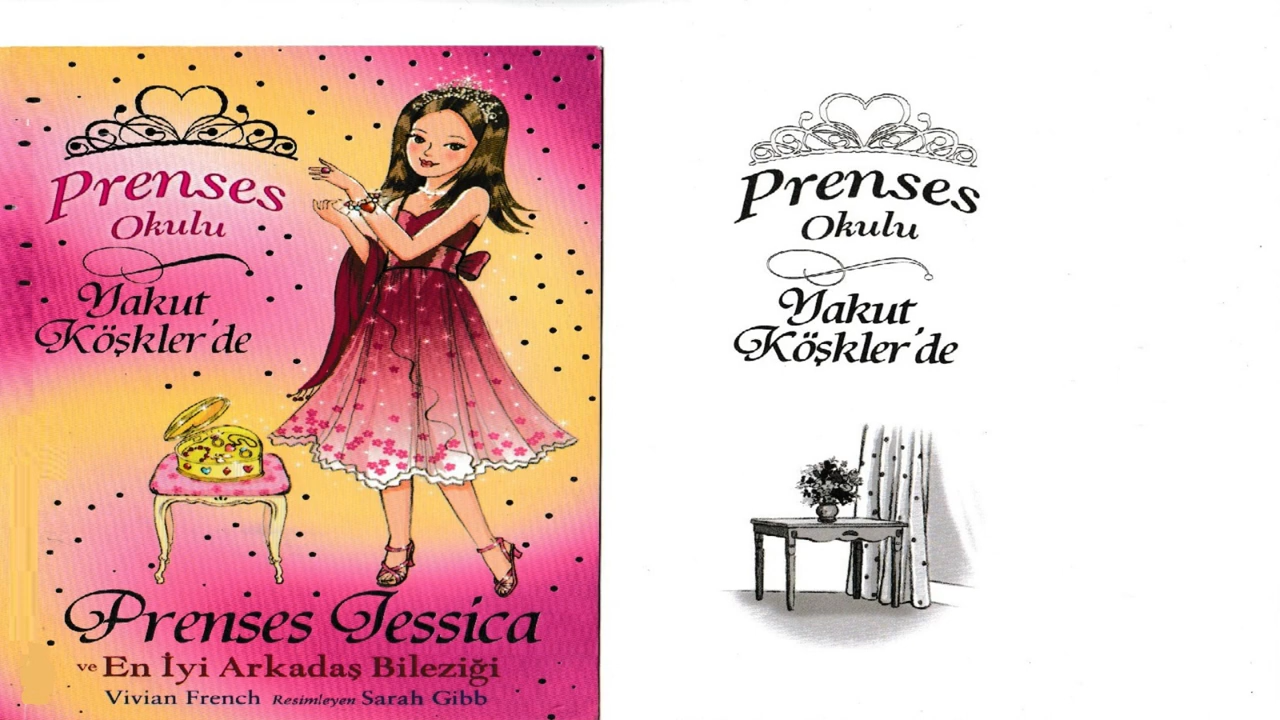 Prenses
Okulu
Yakut
Köşkler'de
Prenses Jessica
ve En İyi Arkadaş Bileziği
Vivian French Resimleyen Sarah Gibb
Prenses
Okulu
Yakut
Köşkler'de